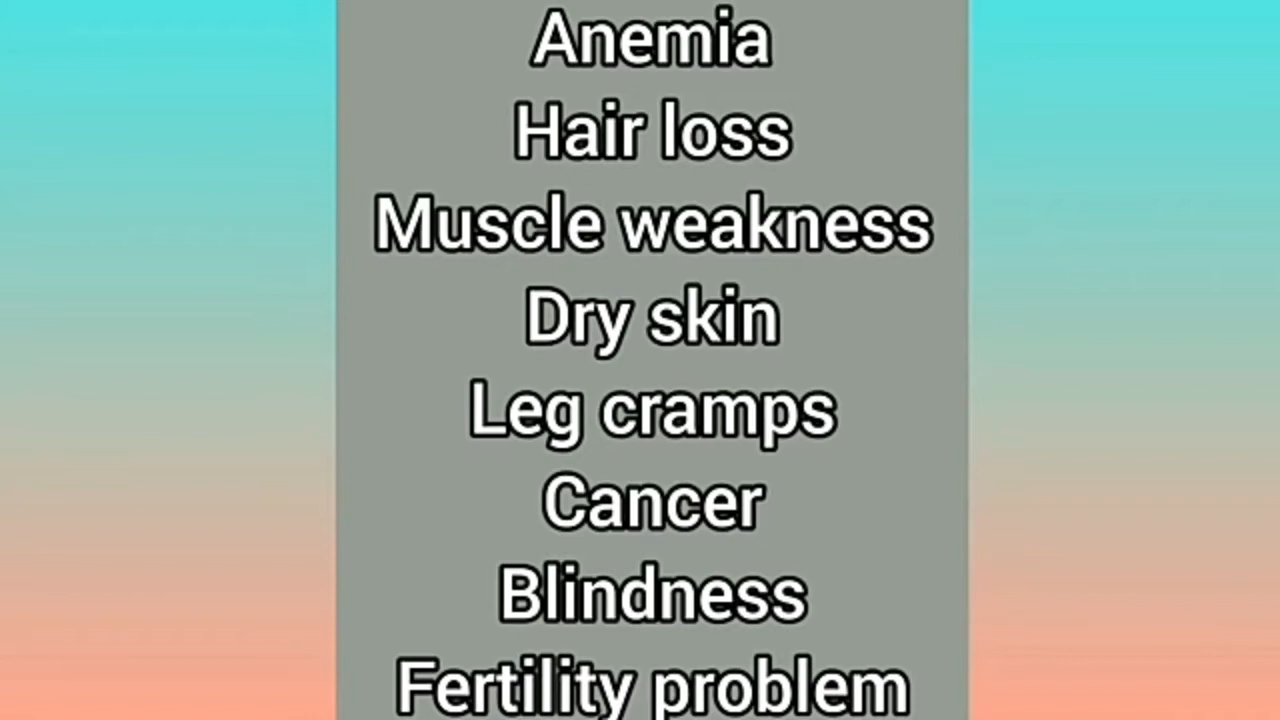 Anemia
Hair loss
Muscle weakness
Dry skin
Leg cramps
Cancer
Blindness
Fertility problem